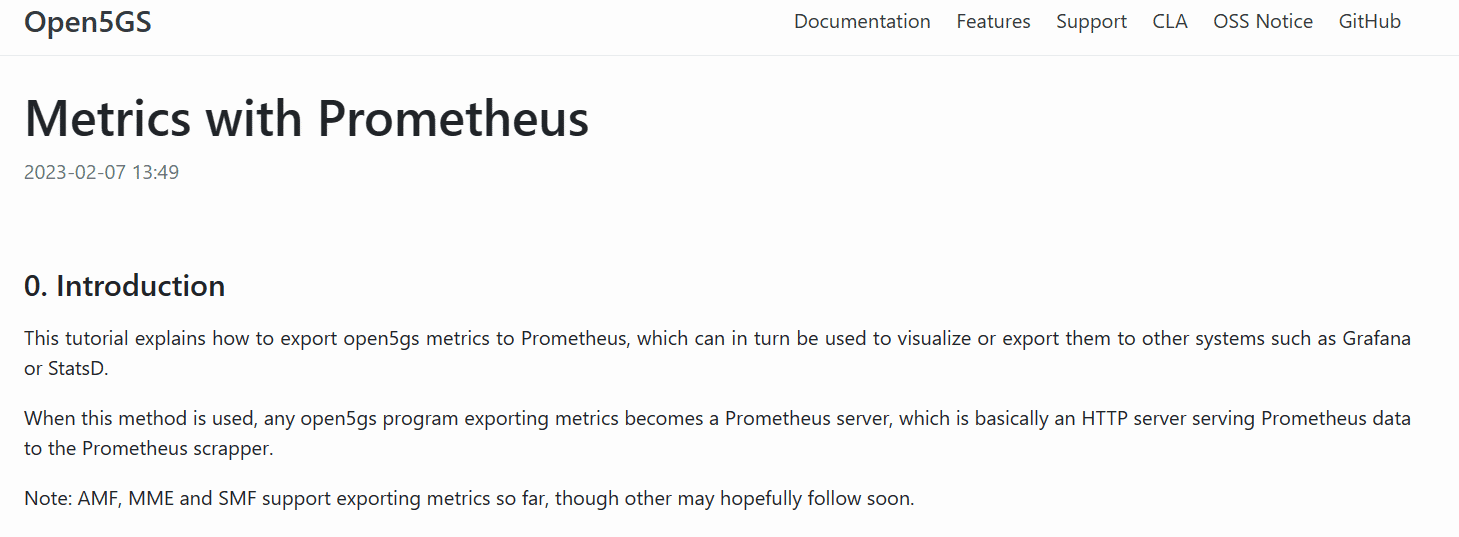 Open5GS
Documentation Features Support CLA OSS Notice GitHub
Metrics with Prometheus
2023-02-07 13:49
0. Introduction
This tutorial explains how to export open5gs metrics to Prometheus, which can in turn be used to visualize or export them to other systems such as Grafana
or StatsD.
When this method is used, any open5gs program exporting metrics becomes a Prometheus server, which is basically an HTTP server serving Prometheus data
to the Prometheus scrapper.
Note: AMF, MME and SMF support exporting metrics so far, though other may hopefully follow soon.